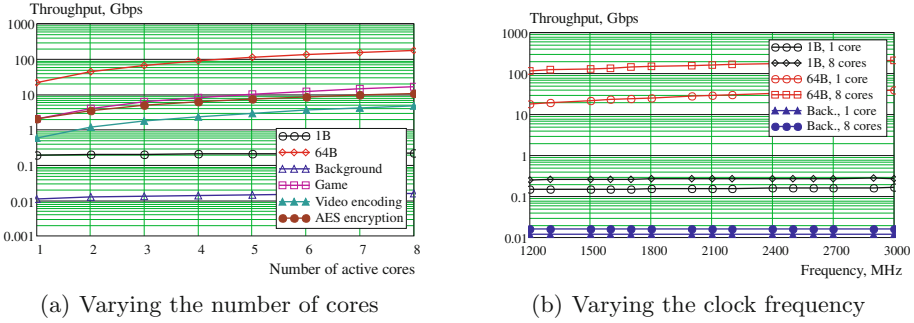 Throughput, Gbps
1000
100
10
1
0.1
0.01
0.001
1B
64B
Background
Game
Video encoding
AES encryption
1 2 3 4 5 6 7 8
Number of active cores
(a) Varying the number of cores
Throughput, Gbps
1000
100
10
1
0.1
0.01
1B, 1 core
1B, 8 cores
64B, 1 core
64B, 8 cores
Back., 1 core
Back., 8 cores
1200 1500 1800 2100 2400 2700 3000
Frequency, MHz
(b) Varying the clock frequency